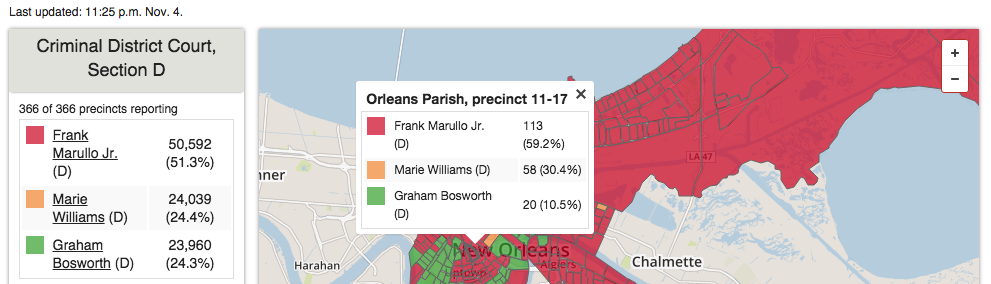 Last updated: 11:25 p.m. Nov. 4.
Criminal District Court,
Section D
366 of 366 precincts reporting
Frank
Marullo Jr.
(D)
50,592
(51.3%)
Marie
Williams (D)
24,039
(24.4%)
Graham
Bosworth (D)
23,960
(24.3%)
Orleans Parish, precinct 11-17
×
Frank Marullo Jr.
(D)
113
(59.2%)
Marie Williams (D)
58 (30.4%)
Graham Bosworth
(D)
20 (10.5%)
+
−
LA 47
nner
New Orleans
Uptown
Algiers
Harahan
Chalmette